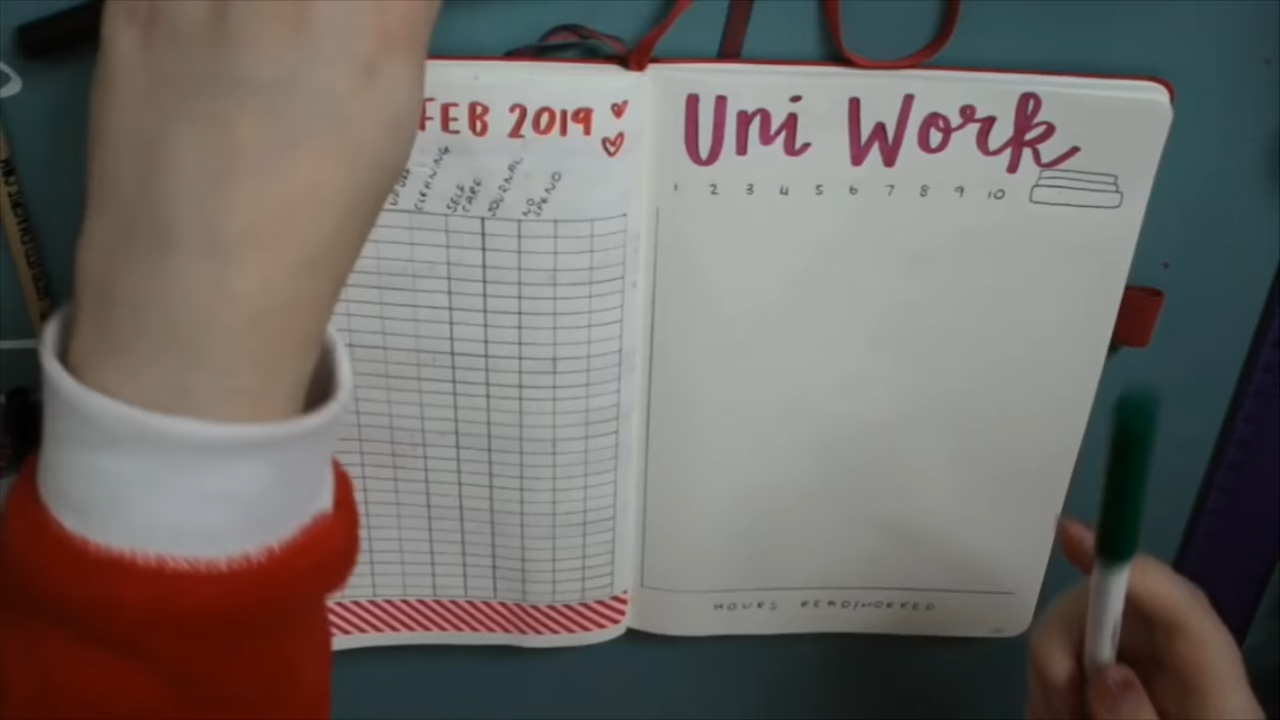 FEB 2019
CLEANING
SELF CARE
JOURNAL
NO SPEND
Uni Work
1 2 3 4 5 6 7 8 9 10
HOURS READ/WORKED